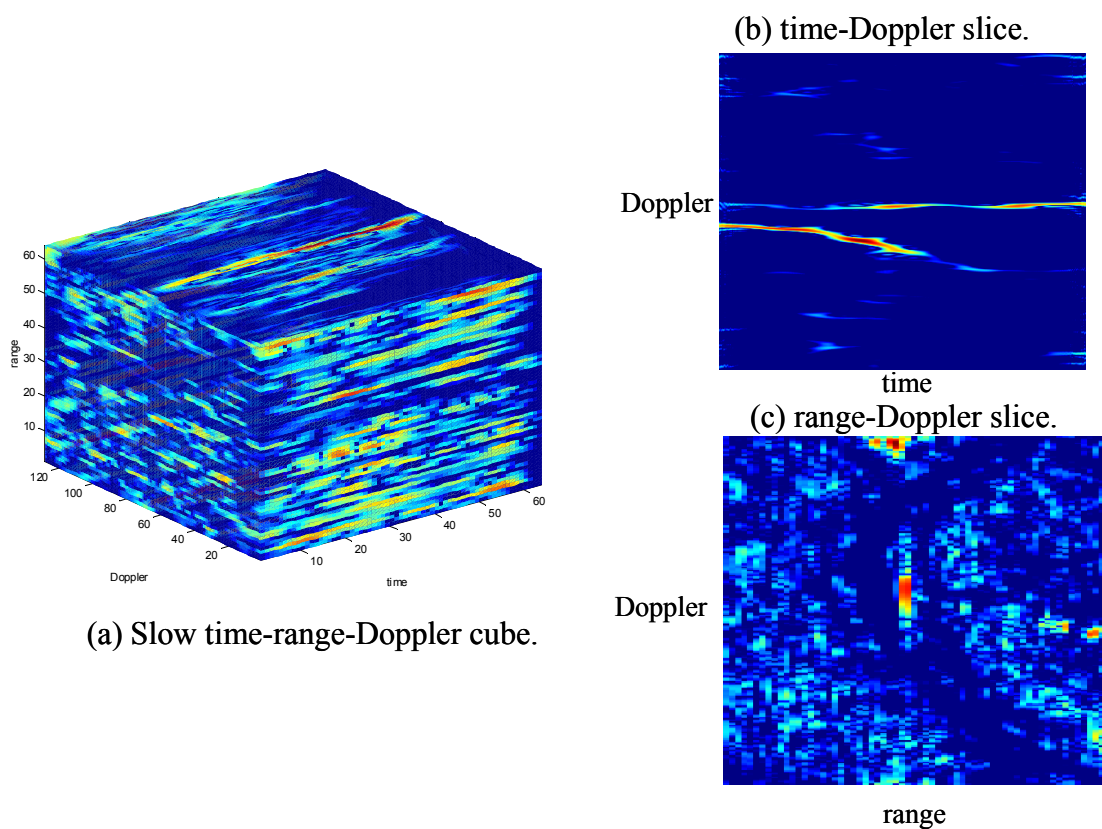 (b) time-Doppler slice.
Doppler
time
(c) range-Doppler slice.
Doppler
range
60
50
40
30
20
10
range
120
100
80
60
40
20
Doppler
10
20
30
40
50
60
time
(a) Slow time-range-Doppler cube.